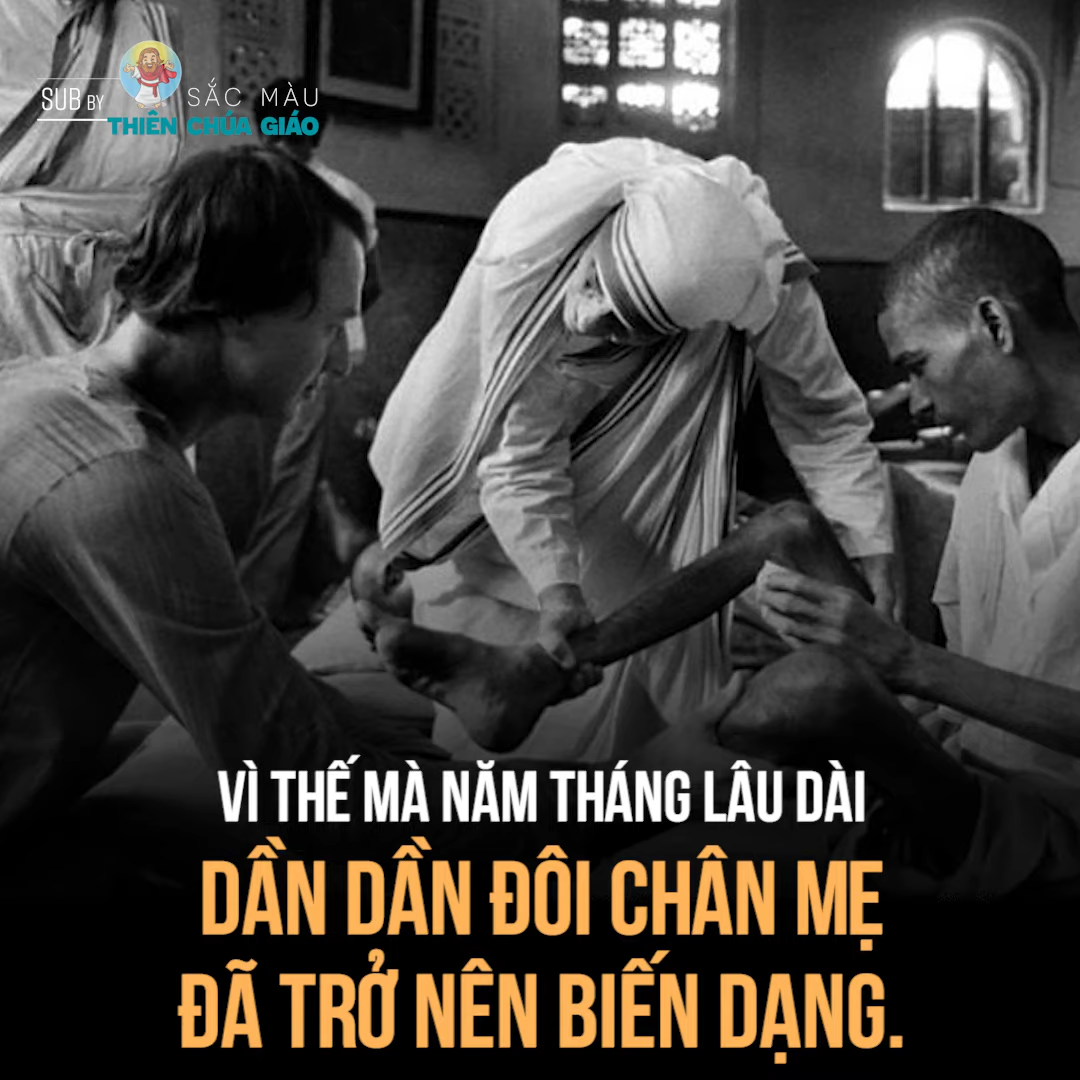 SUB BY SẮC MÀU
THIÊN CHÚA GIÁO
VÌ THẾ MÀ NĂM THÁNG LÂU DÀI
DẦN DẦN ĐÔI CHÂN MẸ
ĐÃ TRỞ NÊN BIẾN DẠNG.